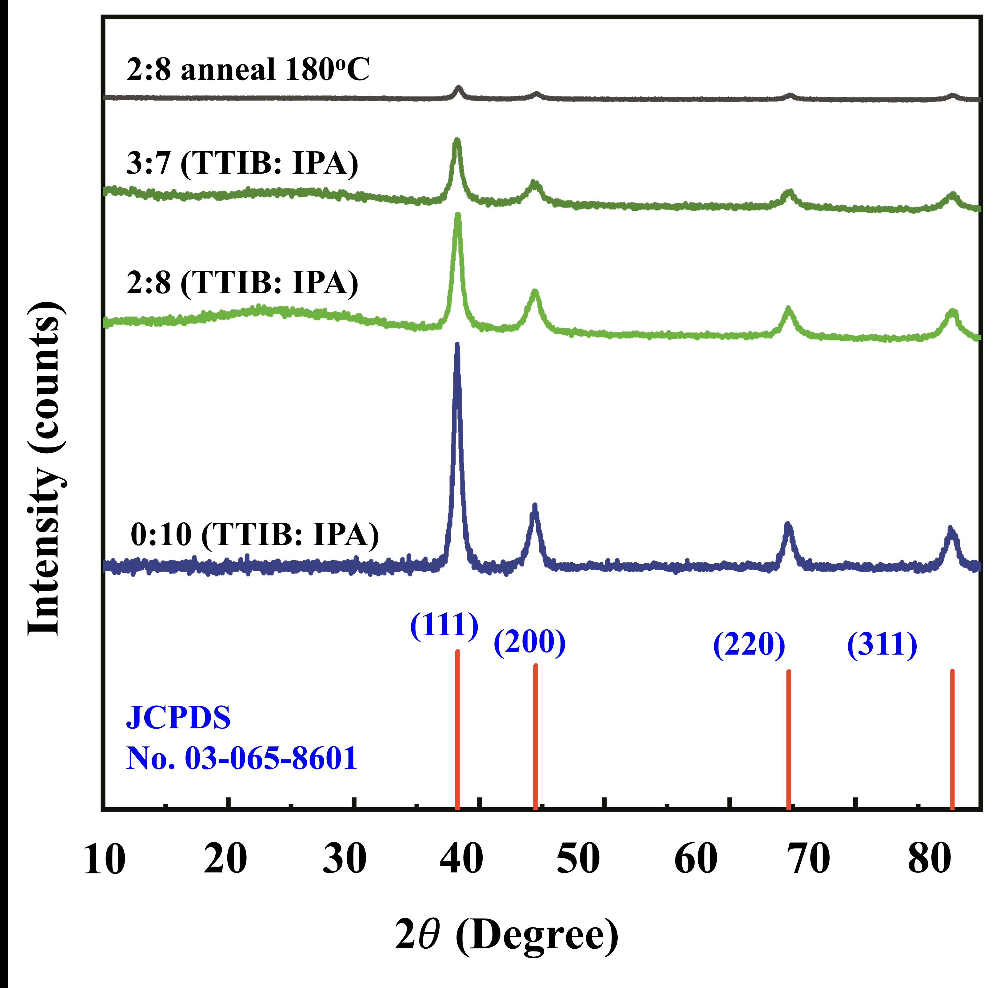 2:8 anneal 180°C
3:7 (TTIB: IPA)
2:8 (TTIB: IPA)
0:10 (TTIB: IPA)
(111)
(200)
(220)
(311)
JCPDS
No. 03-065-8601
Intensity (counts)
10 20 30 40 50 60 70 80
2θ (Degree)